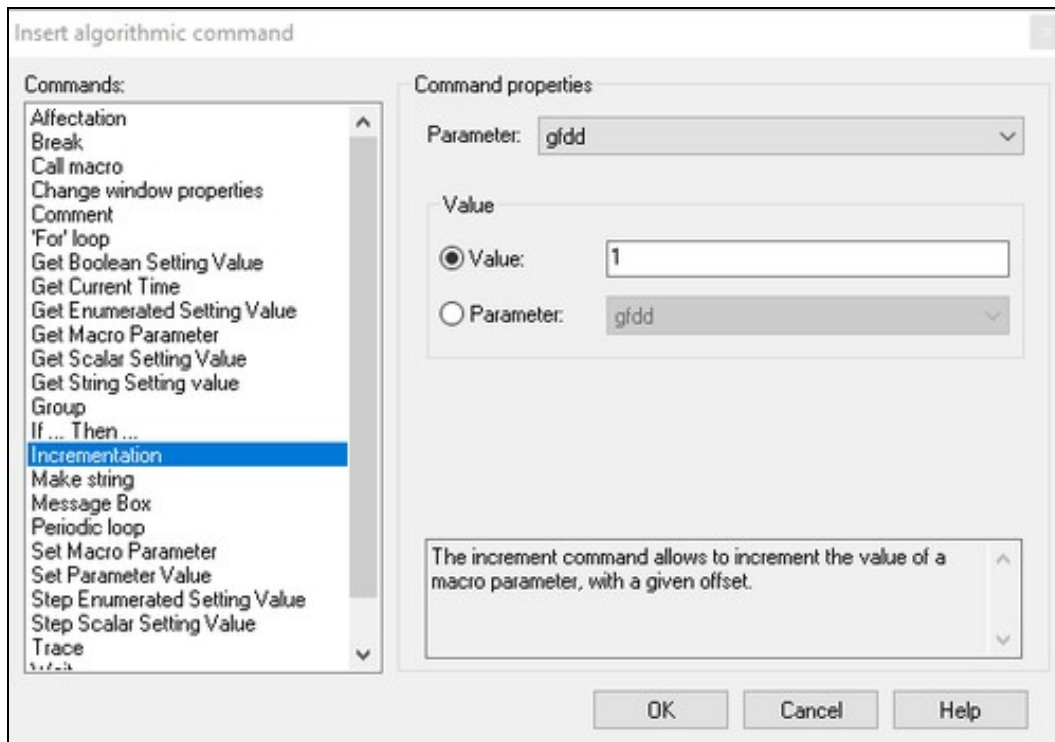 Insert algorithmic command
Commands:
Affectation
Break
Call macro
Change window properties
Comment
'For' loop
Get Boolean Setting Value
Get Current Time
Get Enumerated Setting Value
Get Macro Parameter
Get Scalar Setting Value
Get String Setting value
Group
If ... Then ...
Incrementation
Make string
Message Box
Periodic loop
Set Macro Parameter
Set Parameter Value
Step Enumerated Setting Value
Step Scalar Setting Value
Trace
Command properties
Parameter: gfdd
Value
Value: 1
Parameter: gfdd
The increment command allows to increment the value of a
macro parameter, with a given offset.
OK Cancel Help